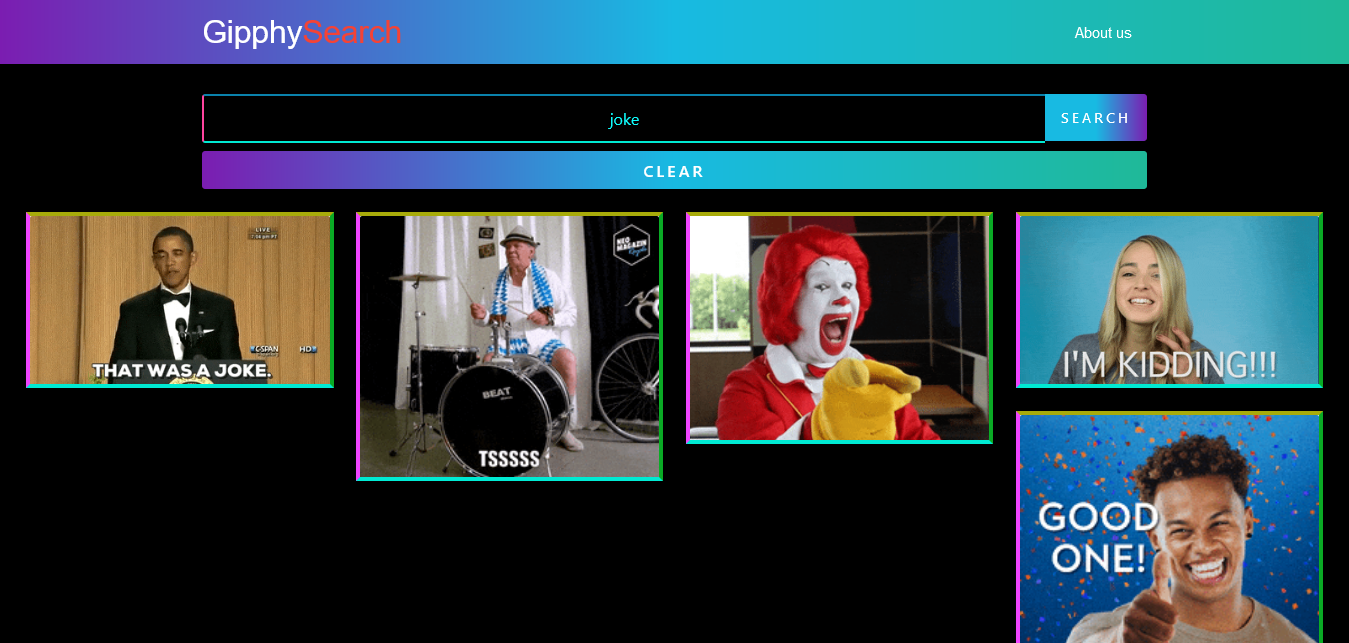 GipphySearch
About us
joke
SEARCH
CLEAR
LIVE
C-SPAN
HD
THAT WAS A JOKE.
NEO
MAGAZIN
Royale
BEAT
TSSSSS
I'M KIDDING!!!
GOOD
ONE!